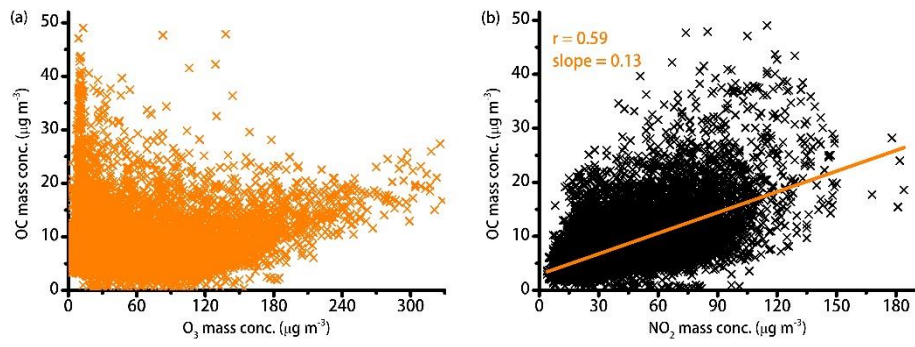 (a)
50
40
30
20
10
0
OC mass conc. (μg m⁻³)
0 60 120 180 240 300
O₃ mass conc. (μg m⁻³)
(b)
r = 0.59
slope = 0.13
50
40
30
20
10
0
OC mass conc. (μg m⁻³)
0 30 60 90 120 150 180
NO₂ mass conc. (μg m⁻³)